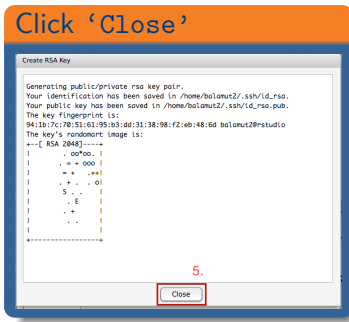 Click ‘Close’
Create RSA Key
Generating public/private rsa key pair.
Your identification has been saved in /home/balamut2/.ssh/id_rsa.
Your public key has been saved in /home/balamut2/.ssh/id_rsa.pub.
The key fingerprint is:
94:1b:7c:70:51:61:95:b3:dd:31:38:98:f2:eb:48:6d balamut2@rstudio
The key's randomart image is:
+--[ RSA 2048]----+
|       . oo*oo.  |
|      . = + ooo  |
|       = +   .++|
|      . + .  . o|
|       S . .     |
|        . E      |
|       . +       |
|        . .      |
|                 |
+-----------------+
5.
Close